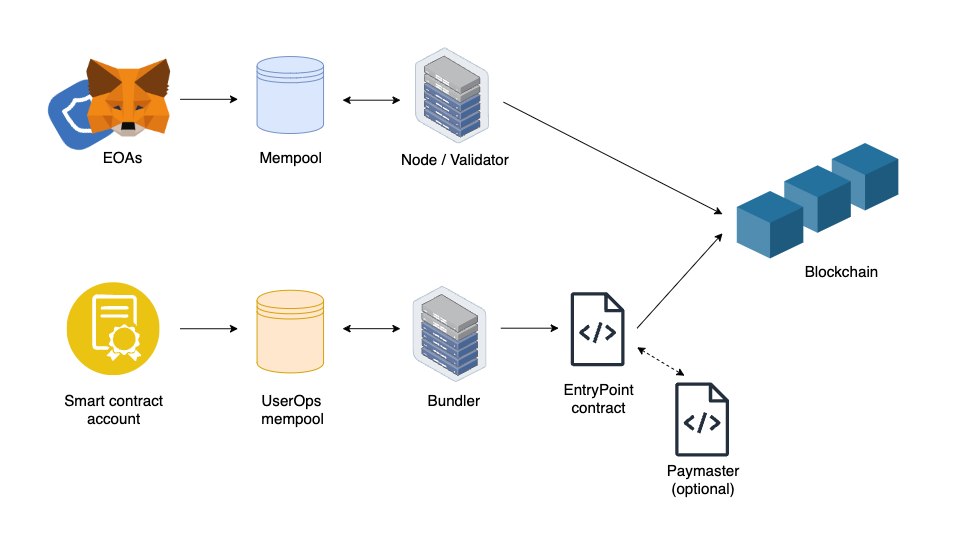 EOAs
Mempool
Node / Validator
Blockchain
Smart contract
account
UserOps
mempool
Bundler
</>
EntryPoint
contract
</>
Paymaster
(optional)